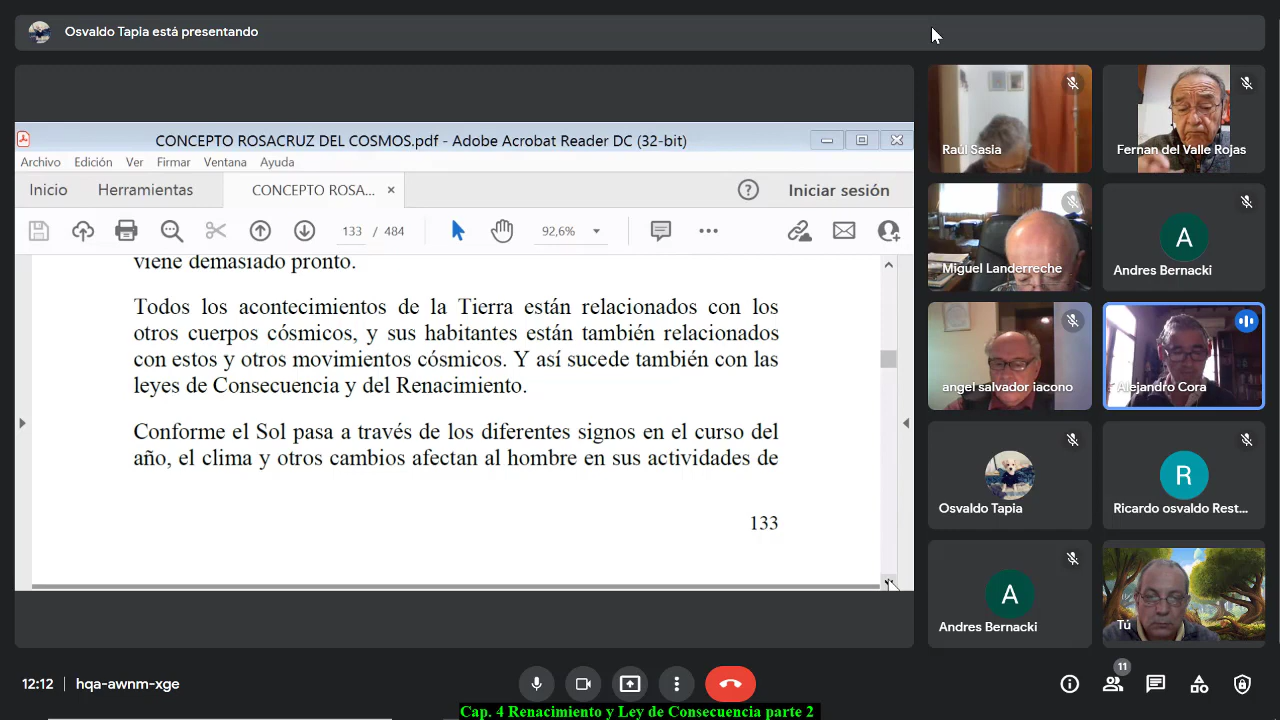 Osvaldo Tapia está presentando
CONCEPTO ROSACRUZ DEL COSMOS.pdf - Adobe Acrobat Reader DC (32-bit)
Archivo Edición Ver Firmar Ventana Ayuda
Inicio Herramientas CONCEPTO ROSA... × ? Iniciar sesión
133 / 484 92,6%
viene demasiado pronto.
Todos los acontecimientos de la Tierra están relacionados con los
otros cuerpos cósmicos, y sus habitantes están también relacionados
con estos y otros movimientos cósmicos. Y así sucede también con las
leyes de Consecuencia y del Renacimiento.
Conforme el Sol pasa a través de los diferentes signos en el curso del
año, el clima y otros cambios afectan al hombre en sus actividades de
133
Raúl Sasia
Fernan del Valle Rojas
Miguel Landerreche
A
Andres Bernacki
angel salvador iacono
Alejandro Cora
Osvaldo Tapia
R
Ricardo osvaldo Rest...
A
Andres Bernacki
Tú
12:12 | hqa-awnm-xge
11
Cap. 4 Renacimiento y Ley de Consecuencia parte 2